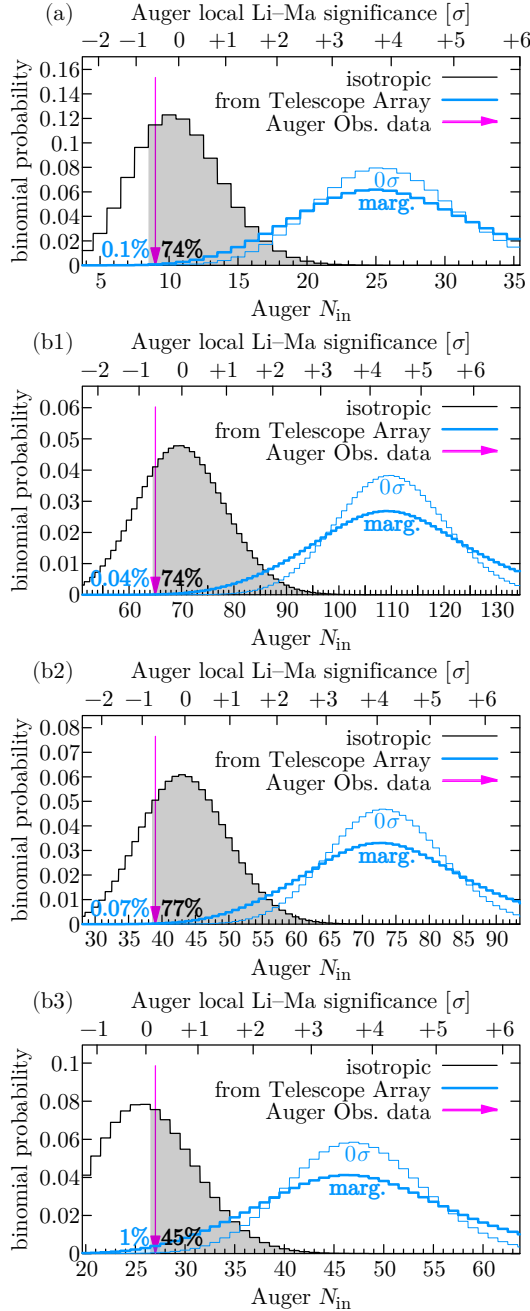 (a) Auger local Li–Ma significance [σ]
−2 0 +1 +2 +3 +4 +5 +6
binomial probability
0.16
0.14
0.12
0.1
0.08
0.06
0.04
0.02
0
isotropic
from Telescope Array
Auger Obs. data
0σ
marg.
0.1% 74%
5 10 15 20 25 30 35
Auger N_in
(b1) Auger local Li–Ma significance [σ]
−2 −1 0 +1 +2 +3 +4 +5 +6
binomial probability
0.06
0.05
0.04
0.03
0.02
0.01
0
isotropic
from Telescope Array
Auger Obs. data
0σ
marg.
0.04% 74%
60 70 80 90 100 110 120 130
Auger N_in
(b2) Auger local Li–Ma significance [σ]
−2 −1 0 +1 +2 +3 +4 +5 +6
binomial probability
0.08
0.07
0.06
0.05
0.04
0.03
0.02
0.01
0
isotropic
from Telescope Array
Auger Obs. data
0σ
marg.
0.07% 77%
30 35 40 45 50 55 60 65 70 75 80 85 90
Auger N_in
(b3) Auger local Li–Ma significance [σ]
−1 0 +1 +2 +3 +4 +5 +6
binomial probability
0.1
0.08
0.06
0.04
0.02
0
isotropic
from Telescope Array
Auger Obs. data
0σ
marg.
1% 45%
20 25 30 35 40 45 50 55 60
Auger N_in